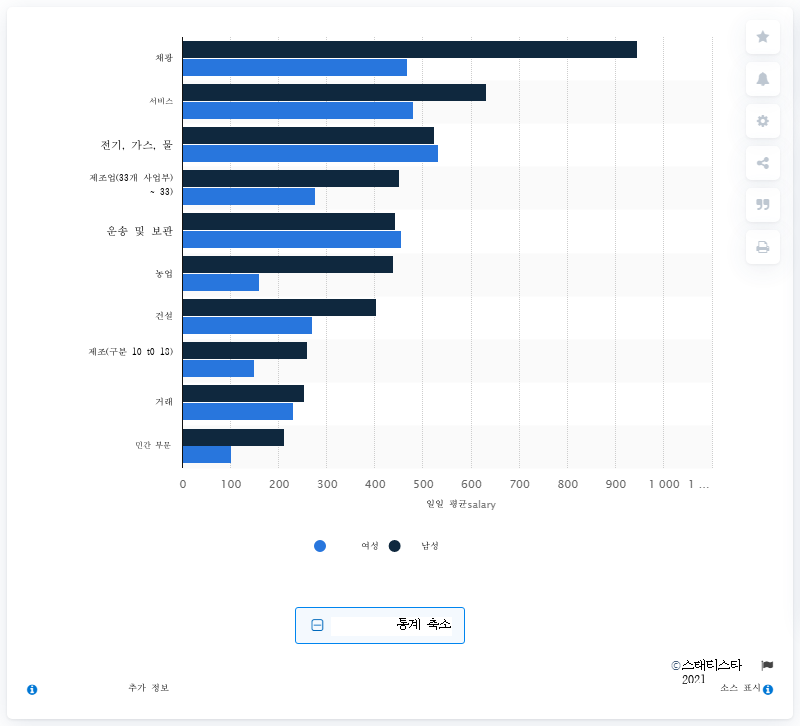 채광
서비스
전기, 가스, 물
제조업(33개 사업부)
~ 33)
운송 및 보관
농업
건설
제조(구분 10 t0 18)
거래
민간 부문
0 100 200 300 400 500 600 700 800 900 1 000 1 ...
일일 평균salary
여성 남성
통계 축소
©스태티스타
2021
추가 정보 소스 표시